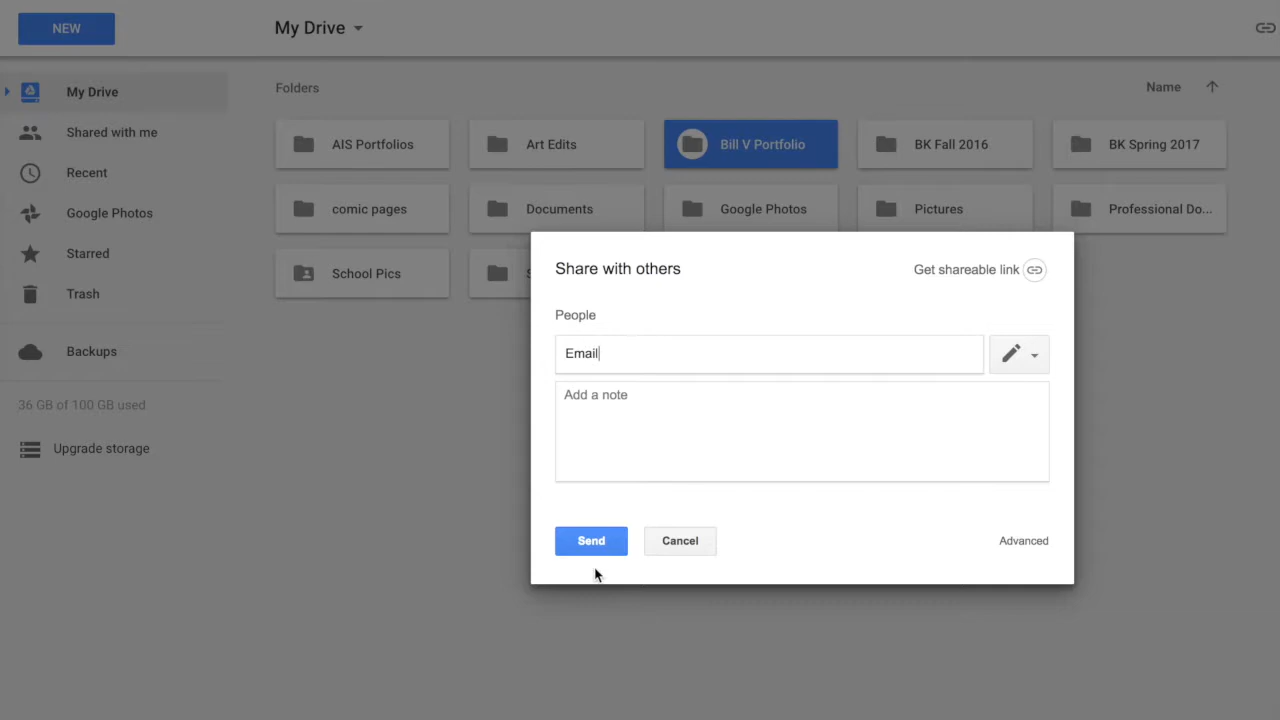 NEW
My Drive
My Drive
Shared with me
Recent
Google Photos
Starred
Trash
Backups
36 GB of 100 GB used
Upgrade storage
Folders
Name
AIS Portfolios
Art Edits
Bill V Portfolio
BK Fall 2016
BK Spring 2017
comic pages
Documents
Google Photos
Pictures
Professional Do...
School Pics
Share with others
Get shareable link
People
Email
Add a note
Send
Cancel
Advanced